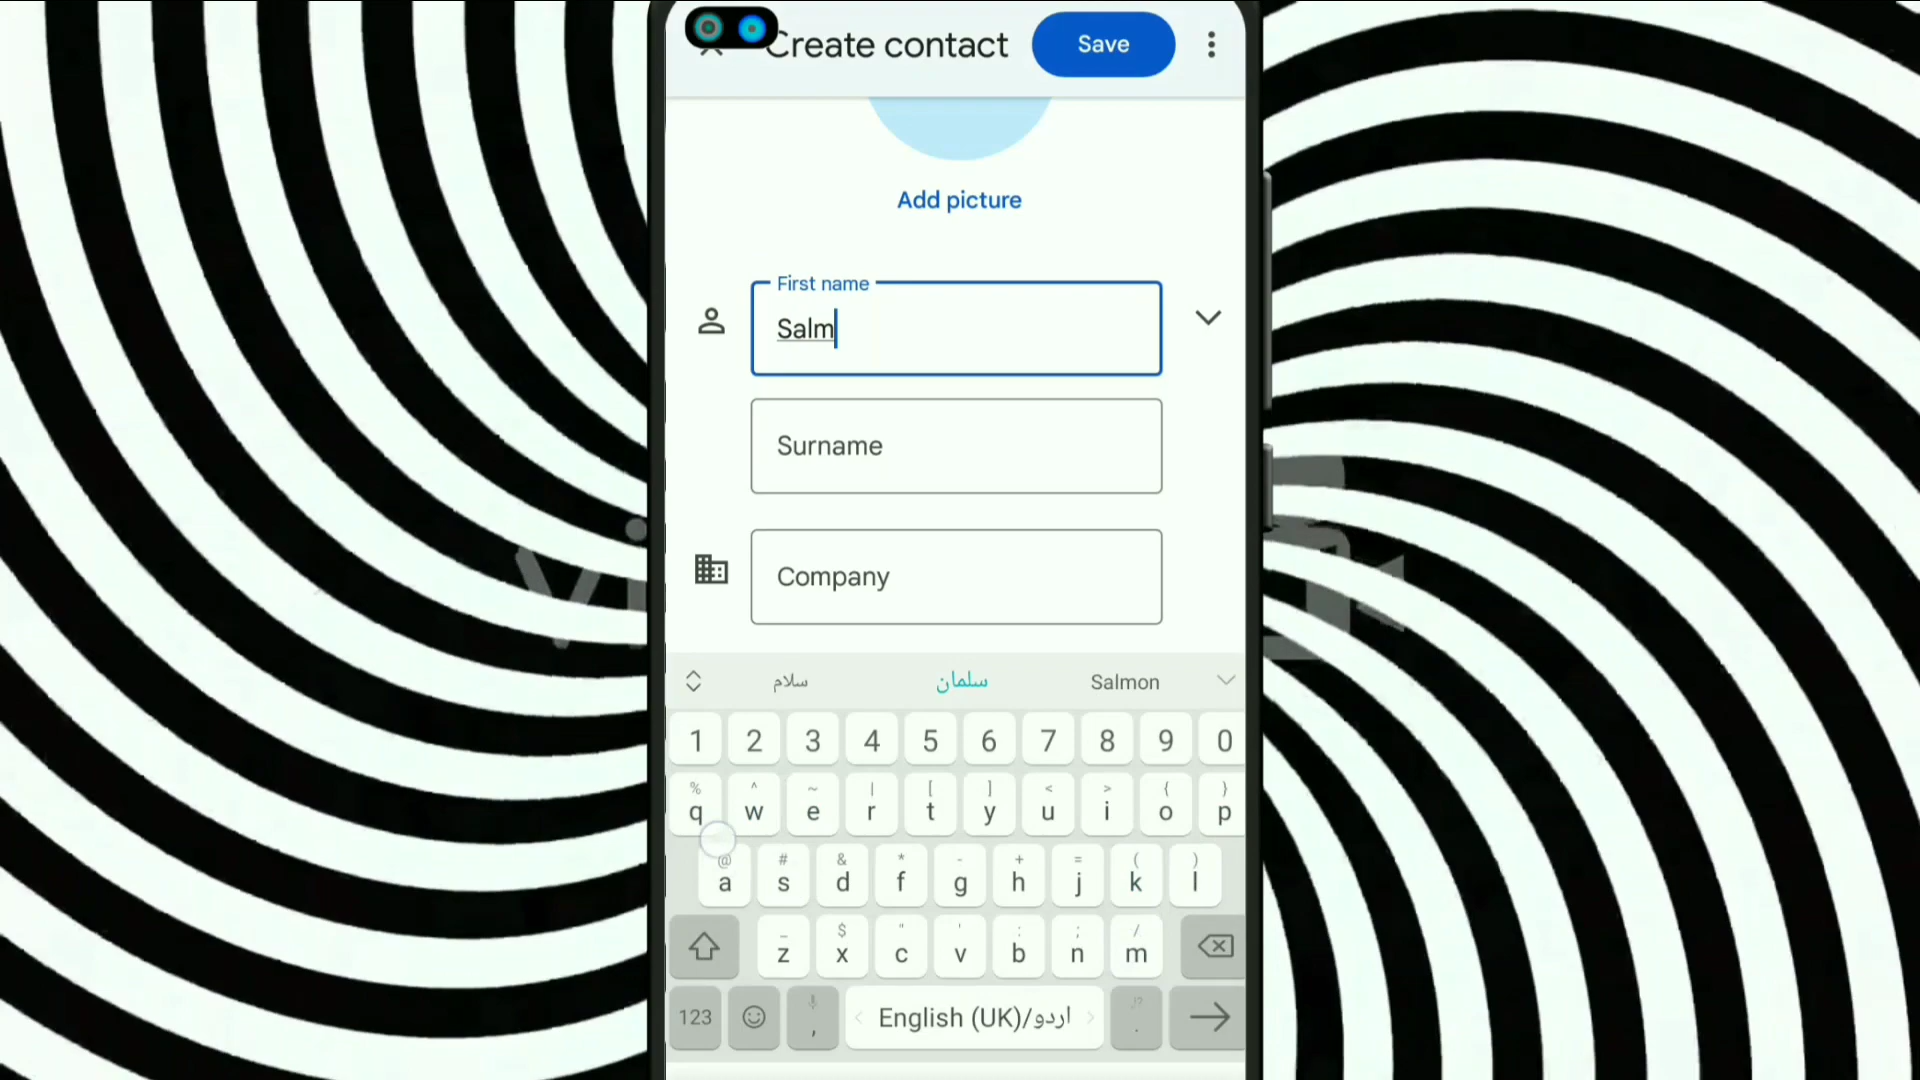 Create contact
Save
Add picture
First name
Salm
Surname
Company
سلام
سلمان
Salmon
1 2 3 4 5 6 7 8 9 0
% ^ ~ | [ ] < > { }
q w e r t y u i o p
@ # & * - + = ( )
a s d f g h j k l
_ $ " ' : ; /
z x c v b n m
123
,
English (UK)/اردو
!?
.
Vi